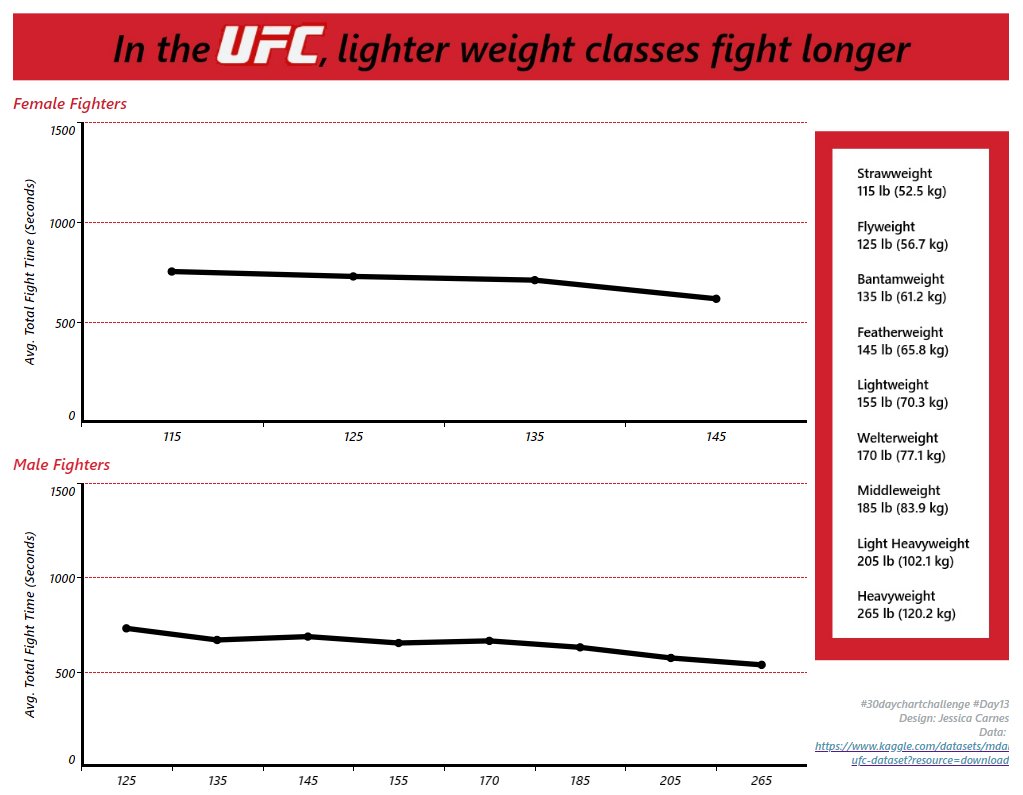 In the UFC, lighter weight classes fight longer
Female Fighters
Avg. Total Fight Time (Seconds)
1500
1000
500
0
115 125 135 145
Male Fighters
Avg. Total Fight Time (Seconds)
1500
1000
500
0
125 135 145 155 170 185 205 265
Strawweight
115 lb (52.5 kg)
Flyweight
125 lb (56.7 kg)
Bantamweight
135 lb (61.2 kg)
Featherweight
145 lb (65.8 kg)
Lightweight
155 lb (70.3 kg)
Welterweight
170 lb (77.1 kg)
Middleweight
185 lb (83.9 kg)
Light Heavyweight
205 lb (102.1 kg)
Heavyweight
265 lb (120.2 kg)
#30daychartchallenge #Day13
Design: Jessica Carnes
Data:
https://www.kaggle.com/datasets/mda
ufc-dataset?resource=download